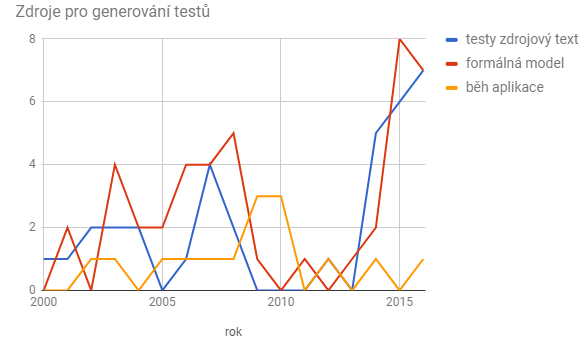 Zdroje pro generování testů
8
6
4
2
0
2000 2005 2010 2015
rok
testy zdrojový text
formálná model
běh aplikace